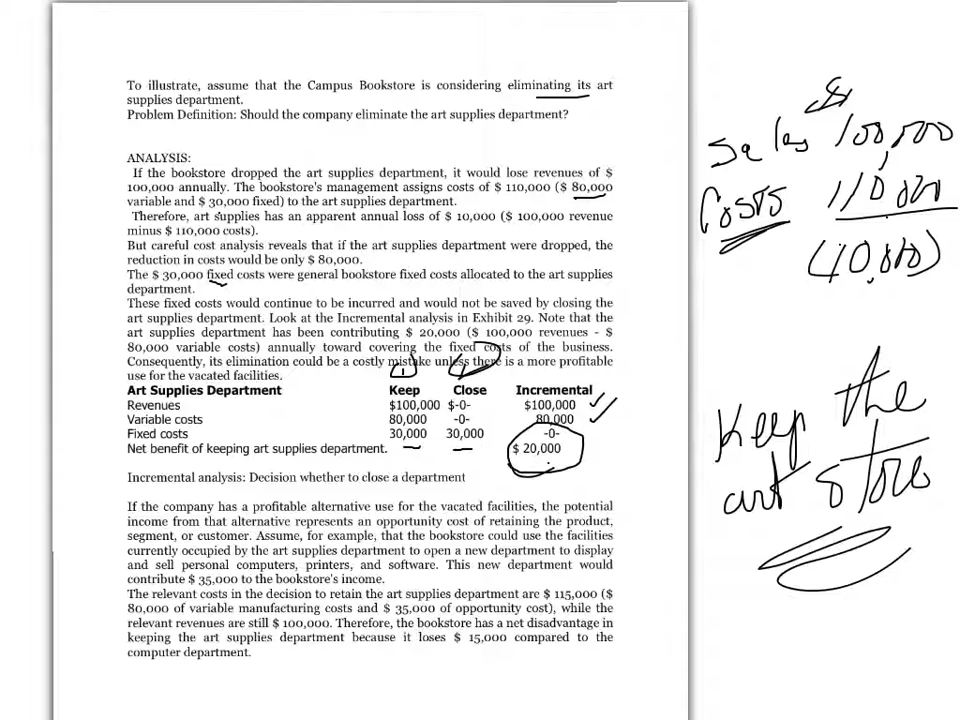 To illustrate, assume that the Campus Bookstore is considering eliminating its art
supplies department.
Problem Definition: Should the company eliminate the art supplies department?
ANALYSIS:
If the bookstore dropped the art supplies department, it would lose revenues of $
100,000 annually. The bookstore's management assigns costs of $ 110,000 ($ 80,000
variable and $ 30,000 fixed) to the art supplies department.
Therefore, art supplies has an apparent annual loss of $ 10,000 ($ 100,000 revenue
minus $ 110,000 costs).
But careful cost analysis reveals that if the art supplies department were dropped, the
reduction in costs would be only $ 80,000.
The $ 30,000 fixed costs were general bookstore fixed costs allocated to the art supplies
department.
These fixed costs would continue to be incurred and would not be saved by closing the
art supplies department. Look at the Incremental analysis in Exhibit 29. Note that the
art supplies department has been contributing $ 20,000 ($ 100,000 revenues - $
80,000 variable costs) annually toward covering the fixed costs of the business.
Consequently, its elimination could be a costly mistake unless there is a more profitable
use for the vacated facilities.
Art Supplies Department Keep Close Incremental
Revenues $100,000 $-0- $100,000
Variable costs 80,000 -0- 80,000
Fixed costs 30,000 30,000 -0-
Net benefit of keeping art supplies department. $ 20,000
Incremental analysis: Decision whether to close a department
If the company has a profitable alternative use for the vacated facilities, the potential
income from that alternative represents an opportunity cost of retaining the product,
segment, or customer. Assume, for example, that the bookstore could use the facilities
currently occupied by the art supplies department to open a new department to display
and sell personal computers, printers, and software. This new department would
contribute $ 35,000 to the bookstore's income.
The relevant costs in the decision to retain the art supplies department are $ 115,000 ($
80,000 of variable manufacturing costs and $ 35,000 of opportunity cost), while the
relevant revenues are still $ 100,000. Therefore, the bookstore has a net disadvantage in
keeping the art supplies department because it loses $ 15,000 compared to the
computer department.
$
Sales 100,000
Costs 110,000
(10,000)
Keep the
art store